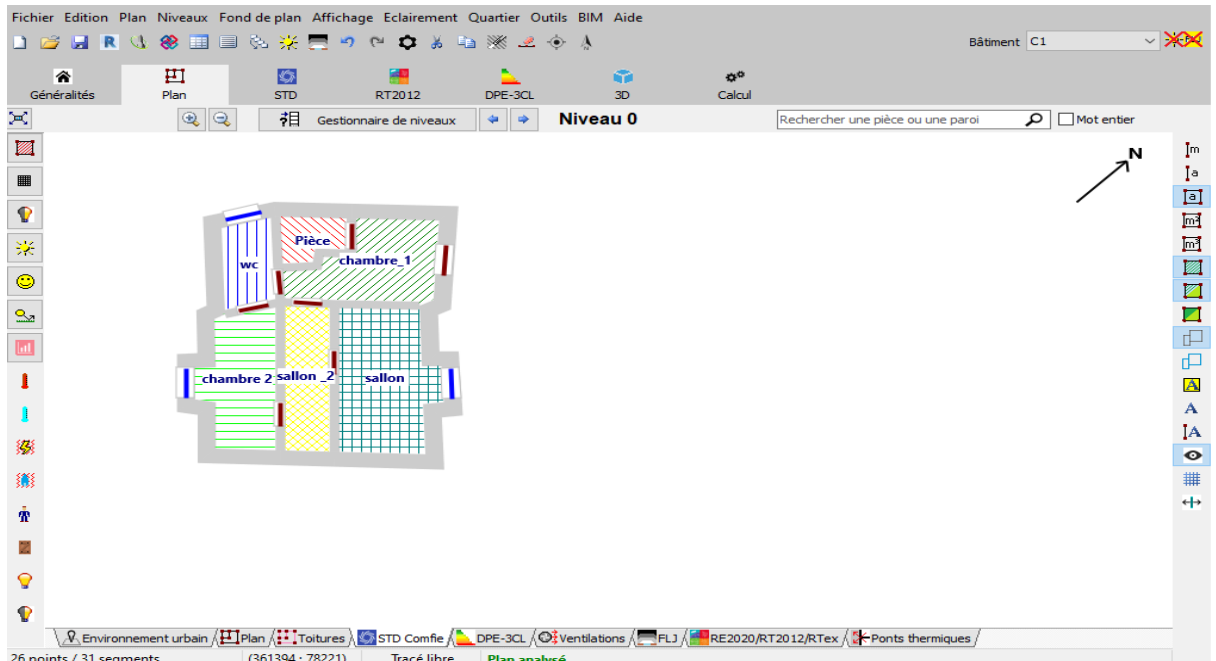 Fichier Edition Plan Niveaux Fond de plan Affichage Eclairement Quartier Outils BIM Aide
R Bâtiment C1
Généralités Plan STD RT2012 DPE-3CL 3D Calcul
Gestionnaire de niveaux Niveau 0 Rechercher une pièce ou une paroi Mot entier
N
m
a
a
m²
m³
Pièce
chambre_1
wc
chambre 2 sallon _2 sallon
A
A
A
Environnement urbain Plan Toitures STD Comfie DPE-3CL Ventilations FLJ RE2020/RT2012/RTex Ponts thermiques
26 points / 31 segments (361394 ; 78221) Tracé libre Plan analysé